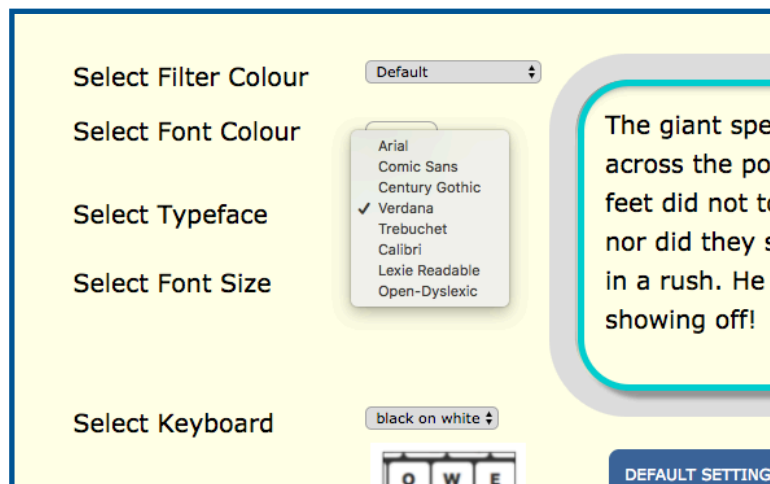 Select Filter Colour
Default
Select Font Colour
Arial
Comic Sans
Century Gothic
Select Typeface
✓ Verdana
Trebuchet
Calibri
Select Font Size
Lexie Readable
Open-Dyslexic
The giant spe
across the po
feet did not to
nor did they s
in a rush. He
showing off!
Select Keyboard
black on white
Q W E
DEFAULT SETTING